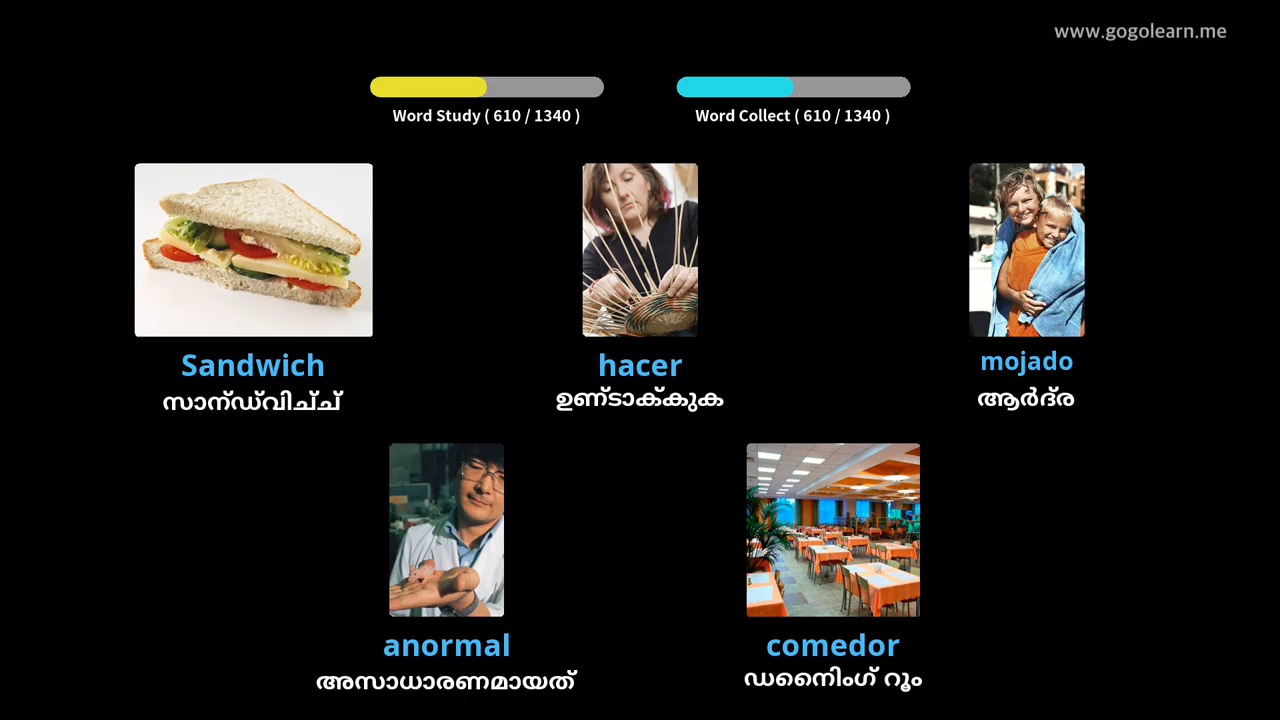 www.gogolearn.me
Word Study ( 610 / 1340 )
Word Collect ( 610 / 1340 )
Sandwich
സാന്ഡ്വിച്ച്
hacer
ഉണ്ടാക്കുക
mojado
ആർദ്ര
anormal
അസാധാരണമായത്
comedor
ഡൈനിംഗ് റൂം